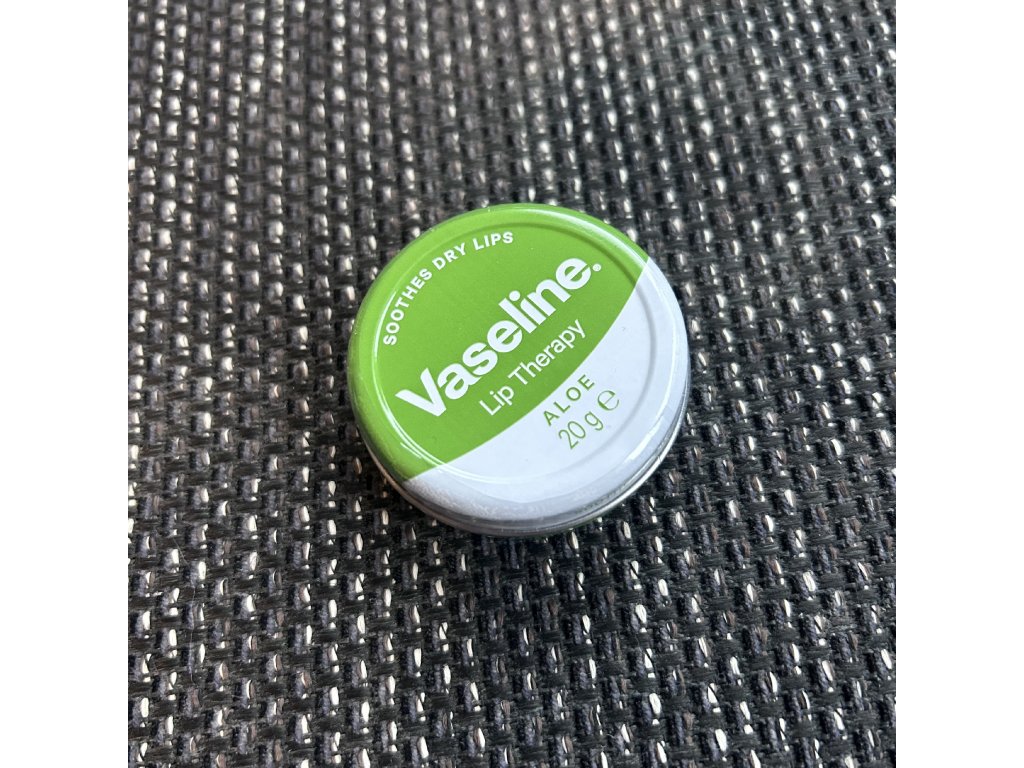 SOOTHES DRY LIPS
Vaseline®
Lip Therapy
ALOE
20 g ℮